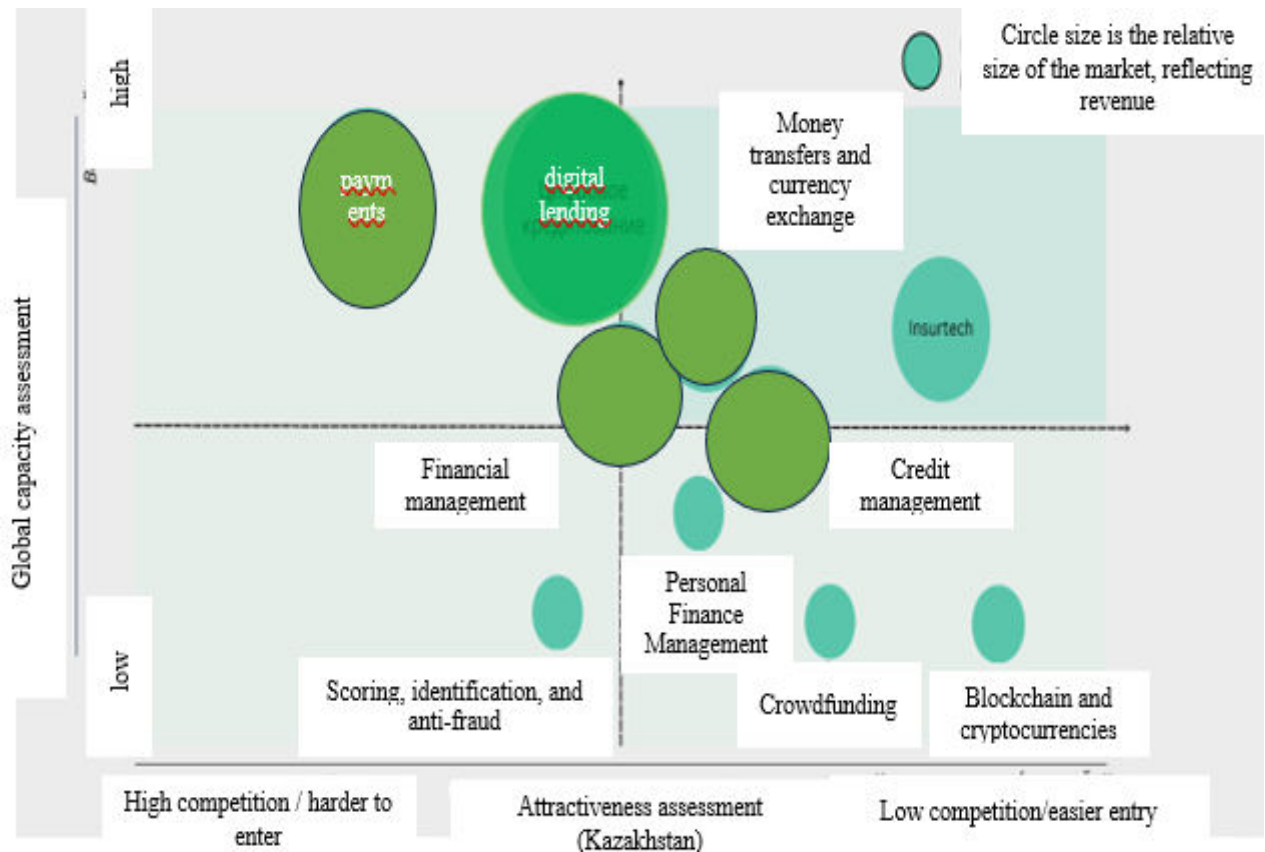 high
Circle size is the relative
size of the market, reflecting
revenue
Money
transfers and
currency
exchange
paym
ents
digital
lending
Insurtech
Global capacity assessment
Financial
management
Credit
management
Personal
Finance
Management
low
Scoring, identification, and
anti-fraud
Crowdfunding
Blockchain and
cryptocurrencies
High competition / harder to
enter
Attractiveness assessment
(Kazakhstan)
Low competition/easier entry